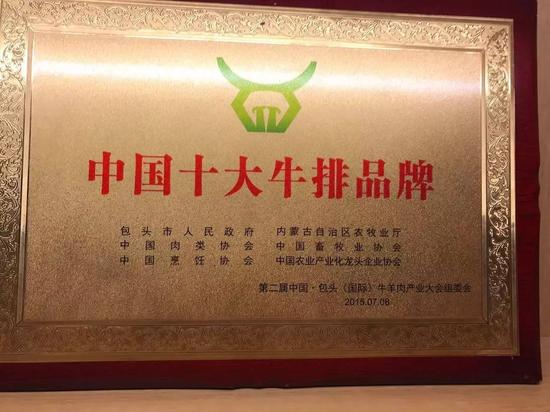 中国十大牛排品牌
包头市人民政府 内蒙古自治区农牧业厅
中国肉类协会 中国畜牧业协会
中国烹饪协会 中国农业产业化龙头企业协会
第二届中国·包头（国际）牛羊肉产业大会组委会
2015.07.08